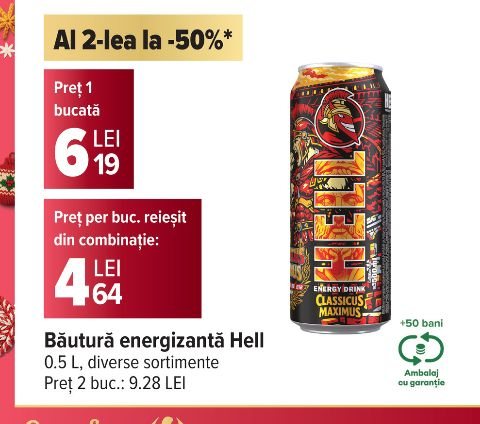 Al 2-lea la -50%*
Preț 1
bucată
6 LEI 19
Preț per buc. reieșit
din combinație:
4 LEI 64
HELL
ENERGY DRINK
CLASSICUS
MAXIMUS
Băutură energizantă Hell
0.5 L, diverse sortimente
Preț 2 buc.: 9.28 LEI
+50 bani
Ambalaj
cu garanție